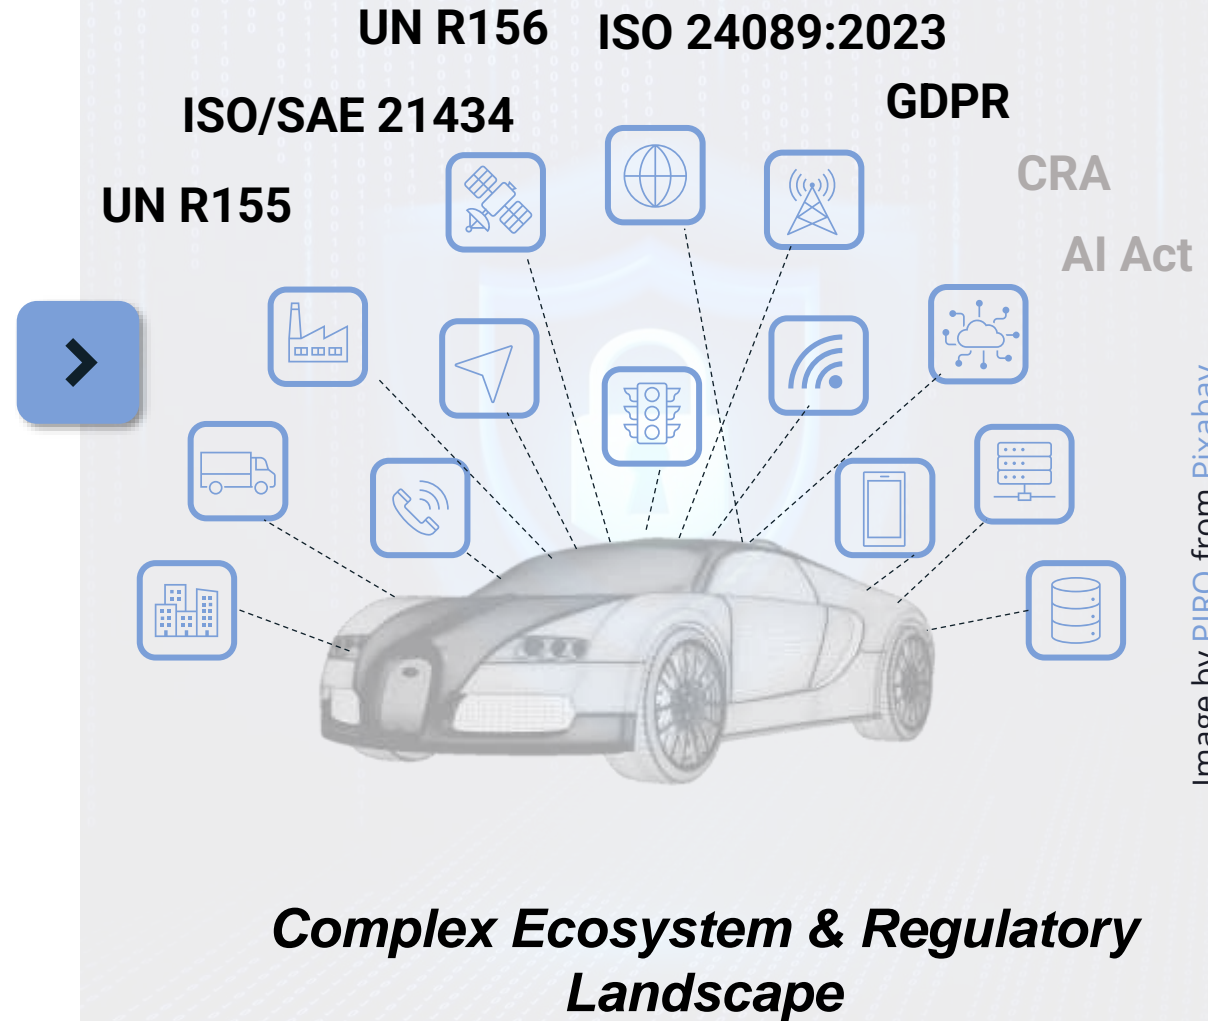 UN R156
ISO 24089:2023
ISO/SAE 21434
GDPR
CRA
UN R155
AI Act
Image by PIRO from Pixabay
Complex Ecosystem & Regulatory
Landscape